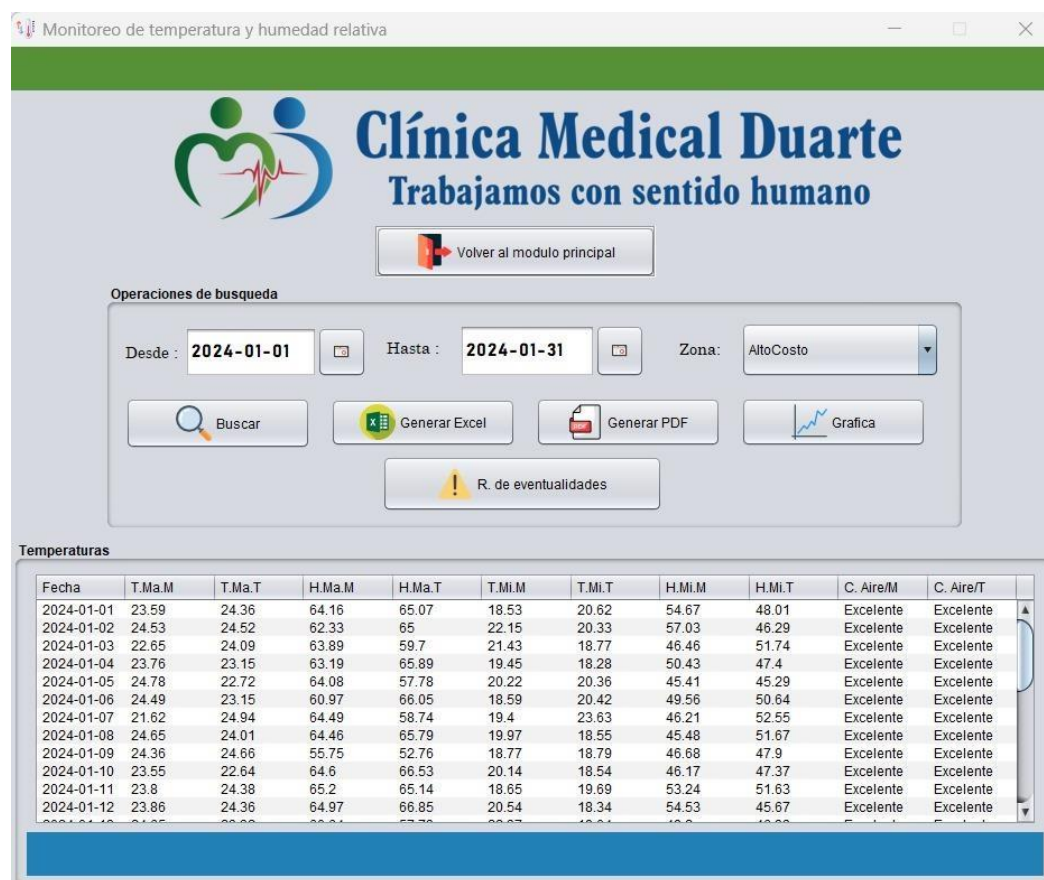 Monitoreo de temperatura y humedad relativa
Clínica Medical Duarte
Trabajamos con sentido humano
Volver al modulo principal
Operaciones de busqueda
Desde : 2024-01-01 Hasta : 2024-01-31 Zona: AltoCosto
Buscar Generar Excel PDF Generar PDF Grafica
R. de eventualidades
Temperaturas
Fecha T.Ma.M T.Ma.T H.Ma.M H.Ma.T T.Mi.M T.Mi.T H.Mi.M H.Mi.T C. Aire/M C. Aire/T
2024-01-01 23.59 24.36 64.16 65.07 18.53 20.62 54.67 48.01 Excelente Excelente
2024-01-02 24.53 24.52 62.33 65 22.15 20.33 57.03 46.29 Excelente Excelente
2024-01-03 22.65 24.09 63.89 59.7 21.43 18.77 46.46 51.74 Excelente Excelente
2024-01-04 23.76 23.15 63.19 65.89 19.45 18.28 50.43 47.4 Excelente Excelente
2024-01-05 24.78 22.72 64.08 57.78 20.22 20.36 45.41 45.29 Excelente Excelente
2024-01-06 24.49 23.15 60.97 66.05 18.59 20.42 49.56 50.64 Excelente Excelente
2024-01-07 21.62 24.94 64.49 58.74 19.4 23.63 46.21 52.55 Excelente Excelente
2024-01-08 24.65 24.01 64.46 65.79 19.97 18.55 45.48 51.67 Excelente Excelente
2024-01-09 24.36 24.66 55.75 52.76 18.77 18.79 46.68 47.9 Excelente Excelente
2024-01-10 23.55 22.64 64.6 66.53 20.14 18.54 46.17 47.37 Excelente Excelente
2024-01-11 23.8 24.38 65.2 65.14 18.65 19.69 53.24 51.63 Excelente Excelente
2024-01-12 23.86 24.36 64.97 66.85 20.54 18.34 54.53 45.67 Excelente Excelente